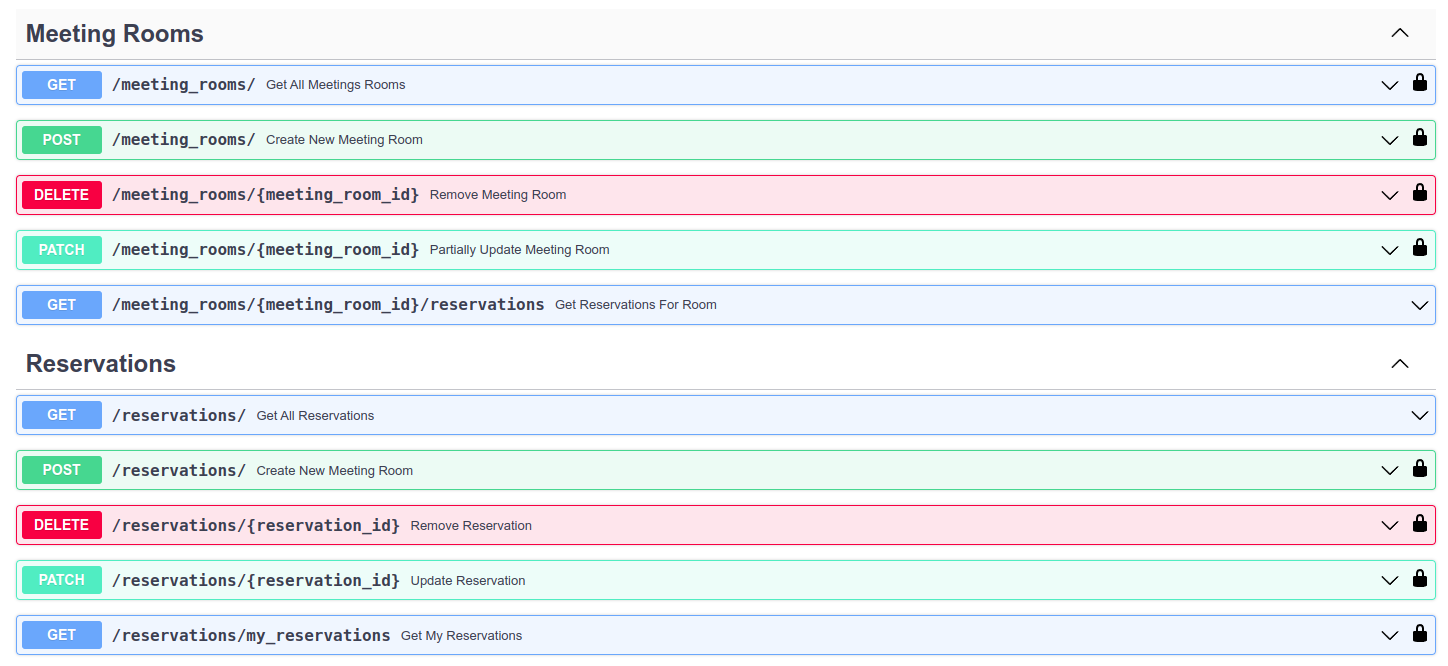 Meeting Rooms
GET /meeting_rooms/ Get All Meetings Rooms
POST /meeting_rooms/ Create New Meeting Room
DELETE /meeting_rooms/{meeting_room_id} Remove Meeting Room
PATCH /meeting_rooms/{meeting_room_id} Partially Update Meeting Room
GET /meeting_rooms/{meeting_room_id}/reservations Get Reservations For Room
Reservations
GET /reservations/ Get All Reservations
POST /reservations/ Create New Meeting Room
DELETE /reservations/{reservation_id} Remove Reservation
PATCH /reservations/{reservation_id} Update Reservation
GET /reservations/my_reservations Get My Reservations